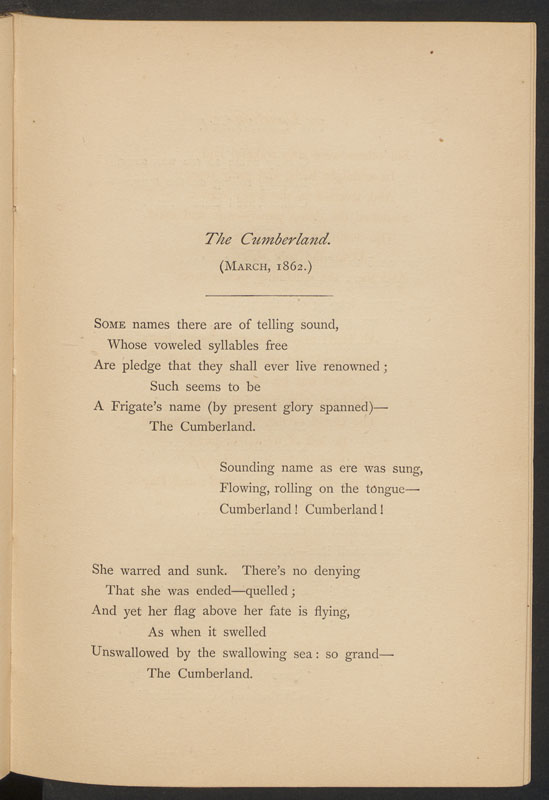 The Cumberland.
(March, 1862.)
Some names there are of telling sound,
Whose voweled syllables free
Are pledge that they shall ever live renowned;
Such seems to be
A Frigate's name (by present glory spanned)—
The Cumberland.
Sounding name as ere was sung,
Flowing, rolling on the tongue—
Cumberland! Cumberland!
She warred and sunk. There's no denying
That she was ended—quelled;
And yet her flag above her fate is flying,
As when it swelled
Unswallowed by the swallowing sea: so grand—
The Cumberland.